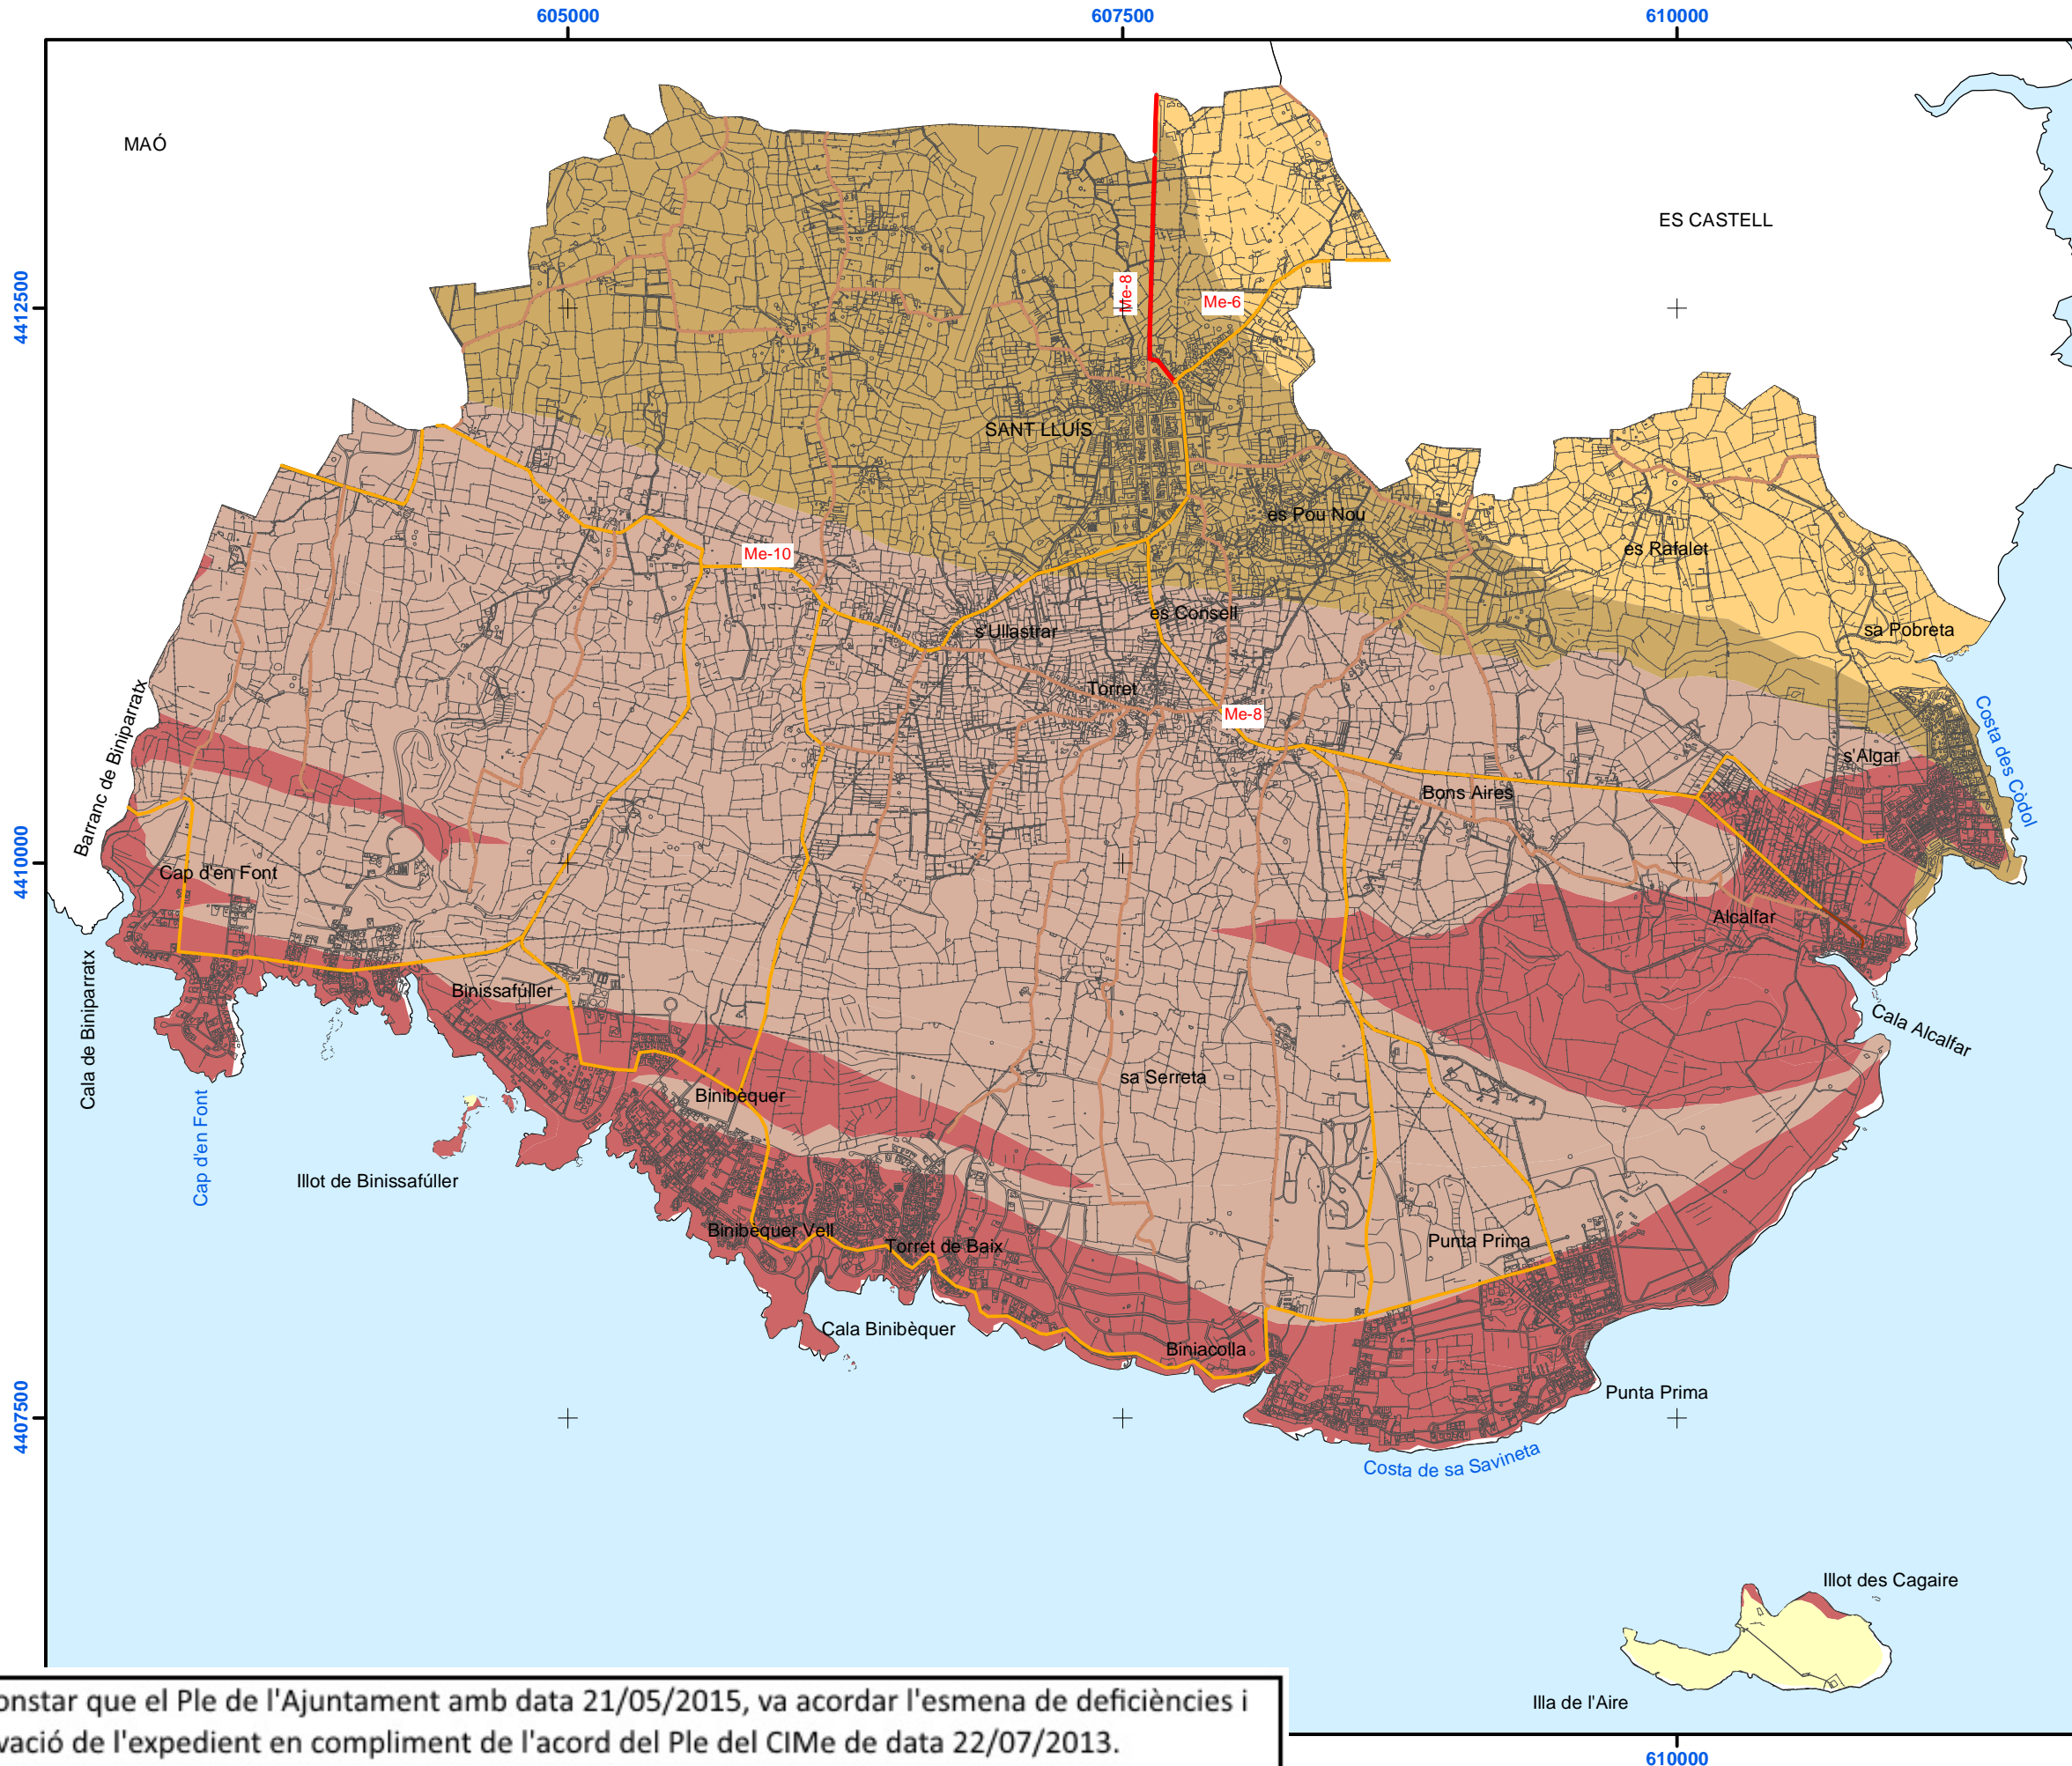 605000
607500
610000
MAÓ
ES CASTELL
4412500
Me-8
Me-6
SANT LLUÍS
es Pou Nou
es Rafalet
Me-10
es Consell
s'Ullastrar
sa Pobreta
Torret
Me-8
Costa des Còdol
Barranc de Biniparratx
s'Algar
Bons Aires
4410000
Cap d'en Font
Alcalfar
Binissafúller
Cala de Biniparratx
Cala Alcalfar
sa Serreta
Binibèquer
Cap d'en Font
Illot de Binissafúller
Binibèquer Vell
Torret de Baix
Punta Prima
Cala Binibèquer
Biniacolla
Punta Prima
4407500
Costa de sa Savineta
Illot des Cagaire
Illa de l'Aire
onstar que el Ple de l'Ajuntament amb data 21/05/2015, va acordar l'esmena de deficiències i
vació de l'expedient en compliment de l'acord del Ple del CIMe de data 22/07/2013.
610000